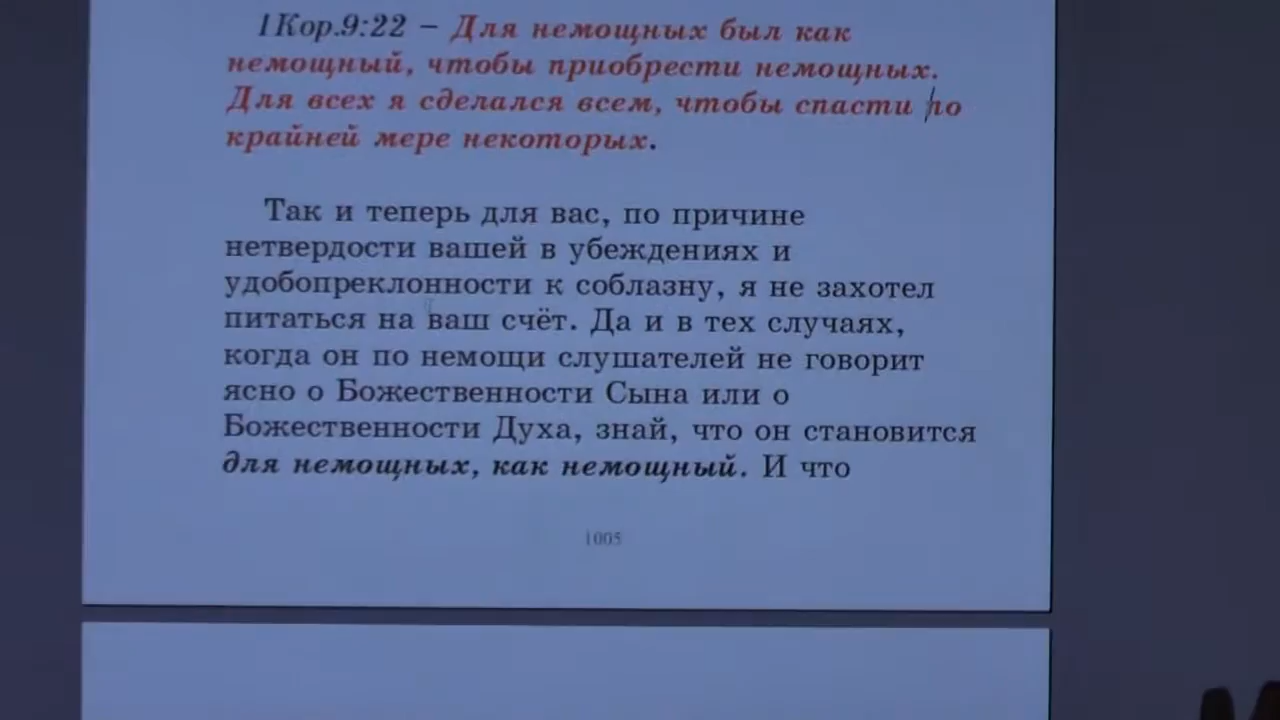 1Кор.9:22 – Для немощных был как
немощный, чтобы приобрести немощных.
Для всех я сделался всем, чтобы спасти по
крайней мере некоторых.
Так и теперь для вас, по причине
нетвердости вашей в убеждениях и
удобопреклонности к соблазну, я не захотел
питаться на ваш счёт. Да и в тех случаях,
когда он по немощи слушателей не говорит
ясно о Божественности Сына или о
Божественности Духа, знай, что он становится
для немощных, как немощный. И что
1005